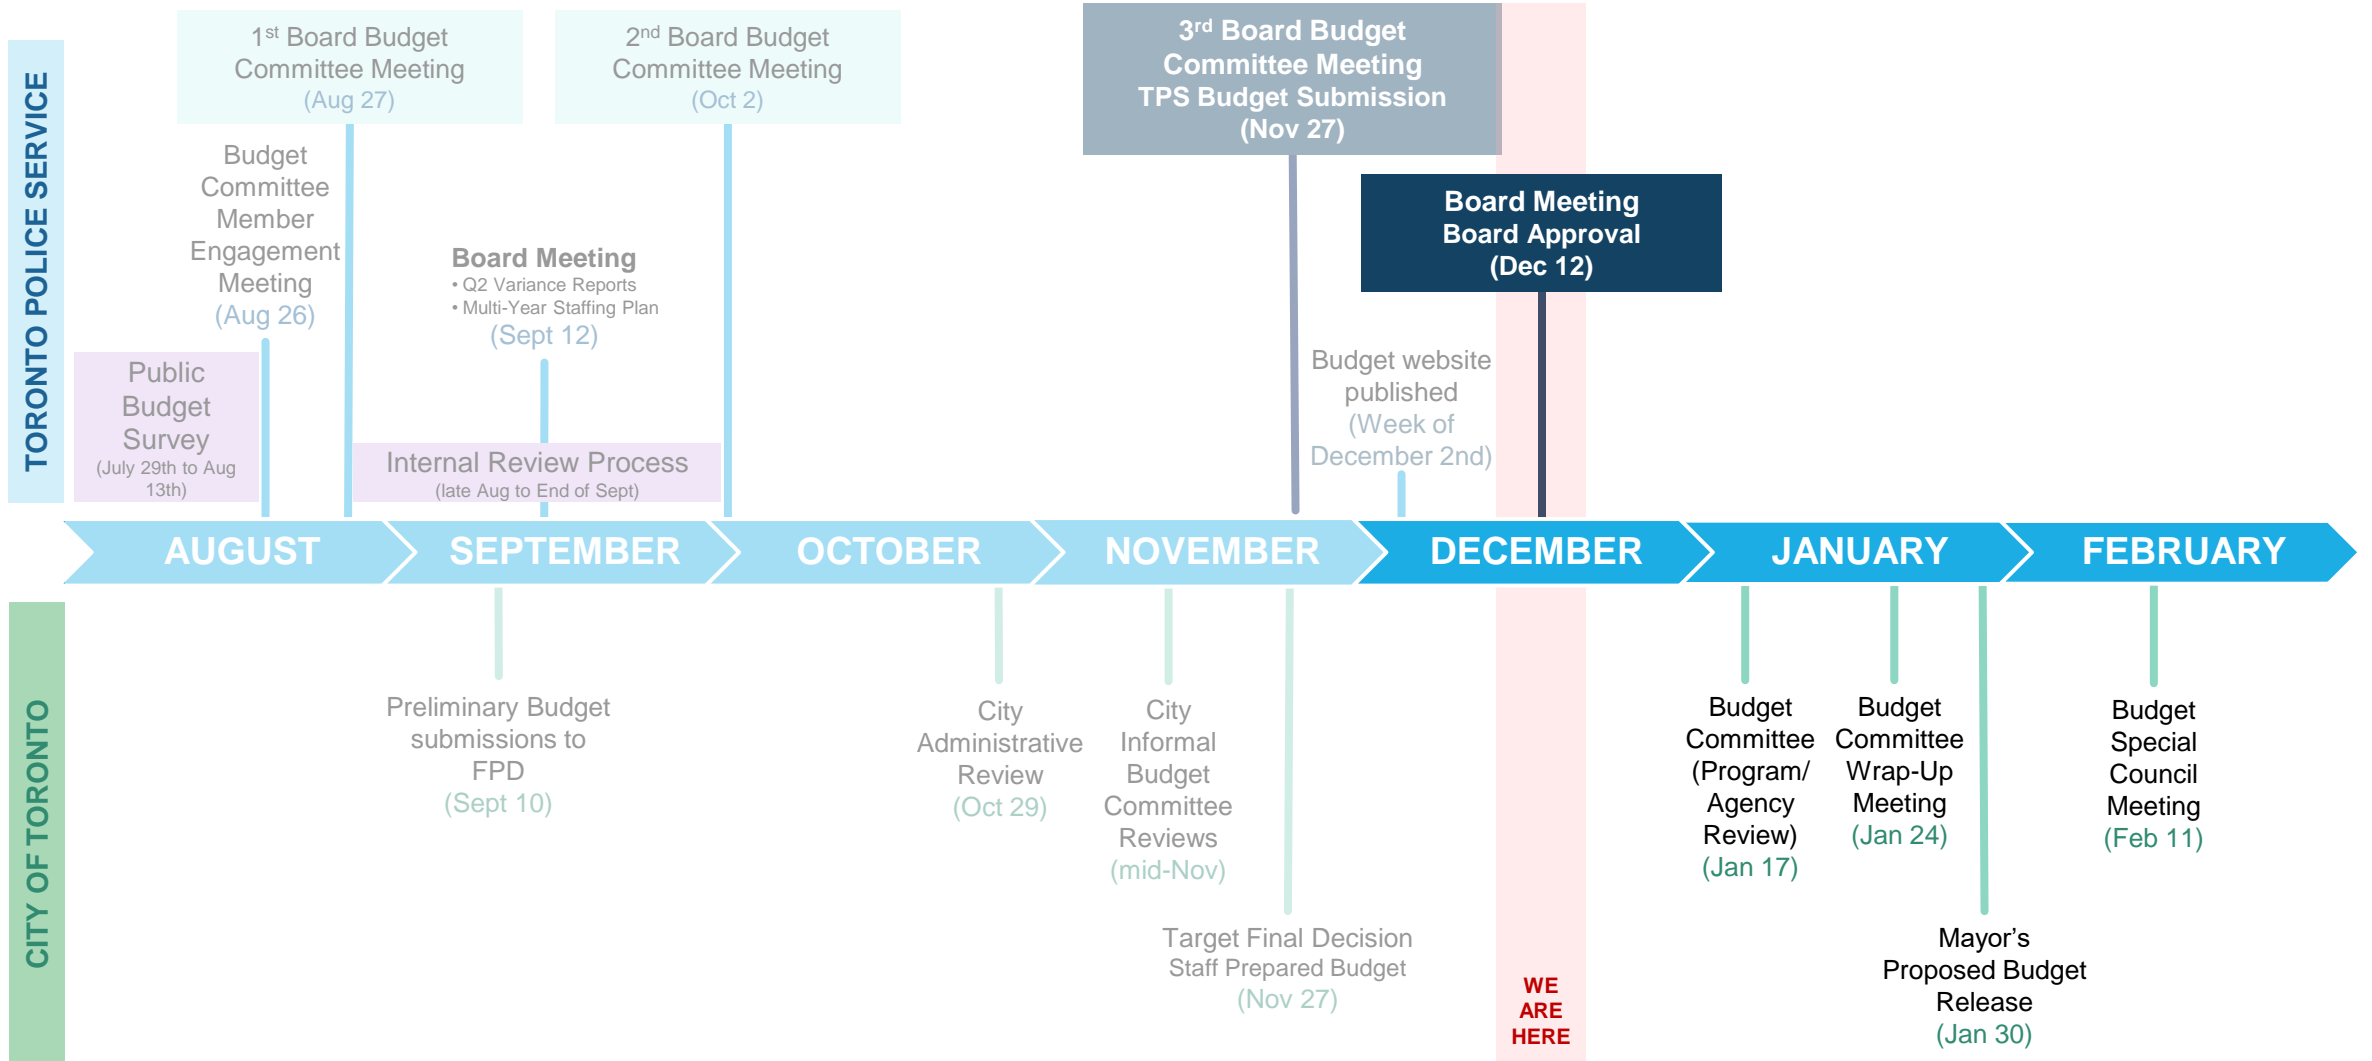 TORONTO POLICE SERVICE
1st Board Budget
Committee Meeting
(Aug 27)
2nd Board Budget
Committee Meeting
(Oct 2)
3rd Board Budget
Committee Meeting
TPS Budget Submission
(Nov 27)
Budget
Committee
Member
Engagement
Meeting
(Aug 26)
Board Meeting
• Q2 Variance Reports
• Multi-Year Staffing Plan
(Sept 12)
Board Meeting
Board Approval
(Dec 12)
Public
Budget
Survey
(July 29th to Aug
13th)
Internal Review Process
(late Aug to End of Sept)
Budget website
published
(Week of
December 2nd)
AUGUST
SEPTEMBER
OCTOBER
NOVEMBER
DECEMBER
JANUARY
FEBRUARY
CITY OF TORONTO
Preliminary Budget
submissions to
FPD
(Sept 10)
City
Administrative
Review
(Oct 29)
City
Informal
Budget
Committee
Reviews
(mid-Nov)
Target Final Decision
Staff Prepared Budget
(Nov 27)
WE
ARE
HERE
Budget
Committee
(Program/
Agency
Review)
(Jan 17)
Budget
Committee
Wrap-Up
Meeting
(Jan 24)
Mayor’s
Proposed Budget
Release
(Jan 30)
Budget
Special
Council
Meeting
(Feb 11)